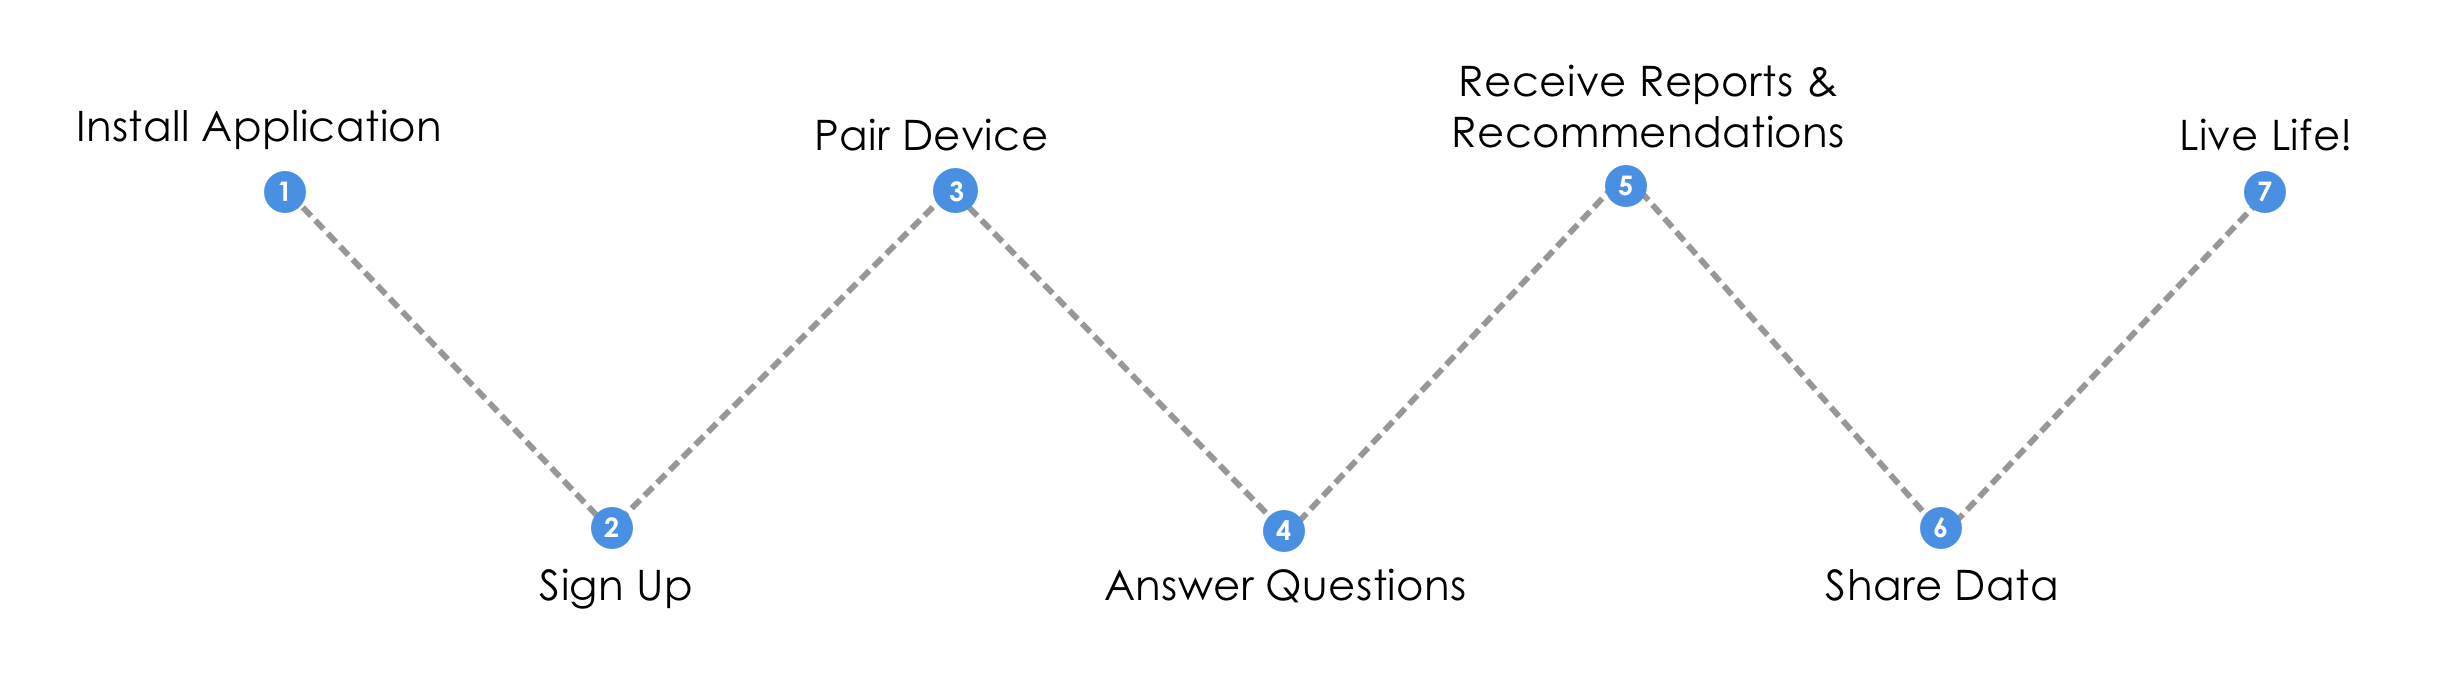 Install Application
1
2
Sign Up
Pair Device
3
4
Answer Questions
Receive Reports &
Recommendations
5
6
Share Data
Live Life!
7